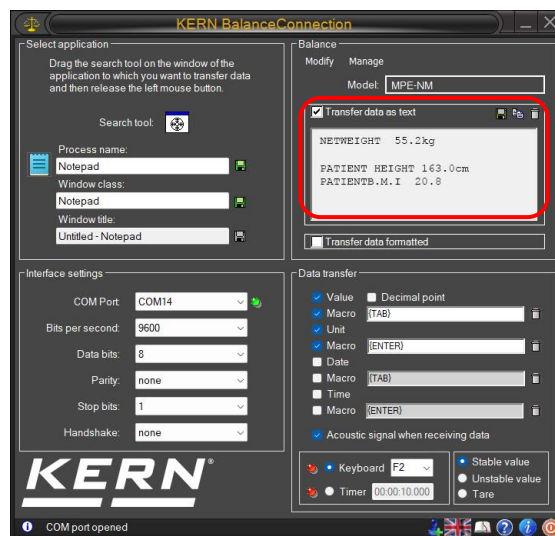 KERN BalanceConnection
Select application
Drag the search tool on the window of the
application to which you want to transfer data
and then release the left mouse button.
Search tool:
Process name:
Notepad
Window class:
Notepad
Window title:
Untitled - Notepad
Balance
Modify Manage
Model: MPE-NM
Transfer data as text
NETWEIGHT 55.2kg
PATIENT HEIGHT 163.0cm
PATIENTB.M.I 20.8
Transfer data formatted
Interface settings
COM Port: COM14
Bits per second: 9600
Data bits: 8
Parity: none
Stop bits: 1
Handshake: none
KERN®
Data transfer
Value Decimal point
Macro {TAB}
Unit
Macro {ENTER}
Date
Macro {TAB}
Time
Macro {ENTER}
Acoustic signal when receiving data
Keyboard F2
Timer 00:00:10.000
Stable value
Unstable value
Tare
COM port opened